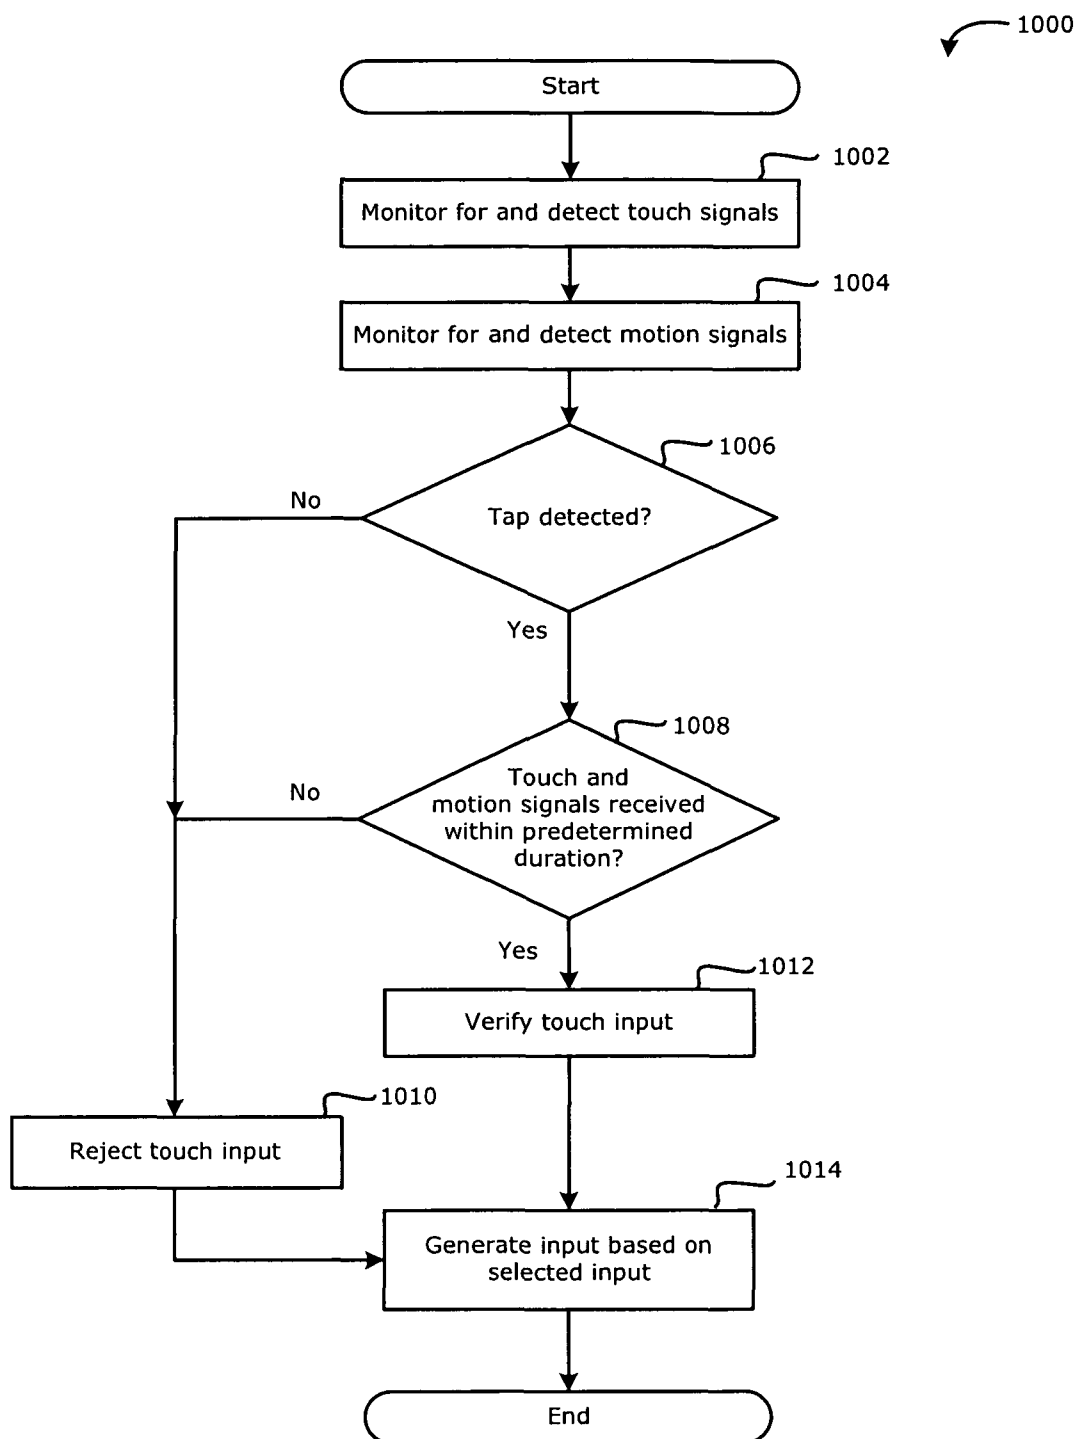 1000
Start
1002
Monitor for and detect touch signals
1004
Monitor for and detect motion signals
1006
No
Tap detected?
Yes
1008
No
Touch and
motion signals received
within predetermined
duration?
Yes
1012
Verify touch input
1010
Reject touch input
1014
Generate input based on
selected input
End